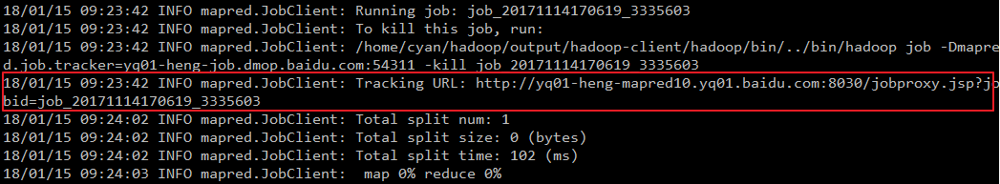 18/01/15 09:23:42 INFO mapred.JobClient: Running job: job_20171114170619_3335603
18/01/15 09:23:42 INFO mapred.JobClient: To kill this job, run:
18/01/15 09:23:42 INFO mapred.JobClient: /home/cyan/hadoop/output/hadoop-client/hadoop/bin/../bin/hadoop job -Dmapre
d.job.tracker=yq01-heng-job.dmop.baidu.com:54311 -kill job_20171114170619_3335603
18/01/15 09:23:42 INFO mapred.JobClient: Tracking URL: http://yq01-heng-mapred10.yq01.baidu.com:8030/jobproxy.jsp?jo
bid=job_20171114170619_3335603
18/01/15 09:24:02 INFO mapred.JobClient: Total split num: 1
18/01/15 09:24:02 INFO mapred.JobClient: Total split size: 0 (bytes)
18/01/15 09:24:02 INFO mapred.JobClient: Total split time: 102 (ms)
18/01/15 09:24:03 INFO mapred.JobClient:  map 0% reduce 0%